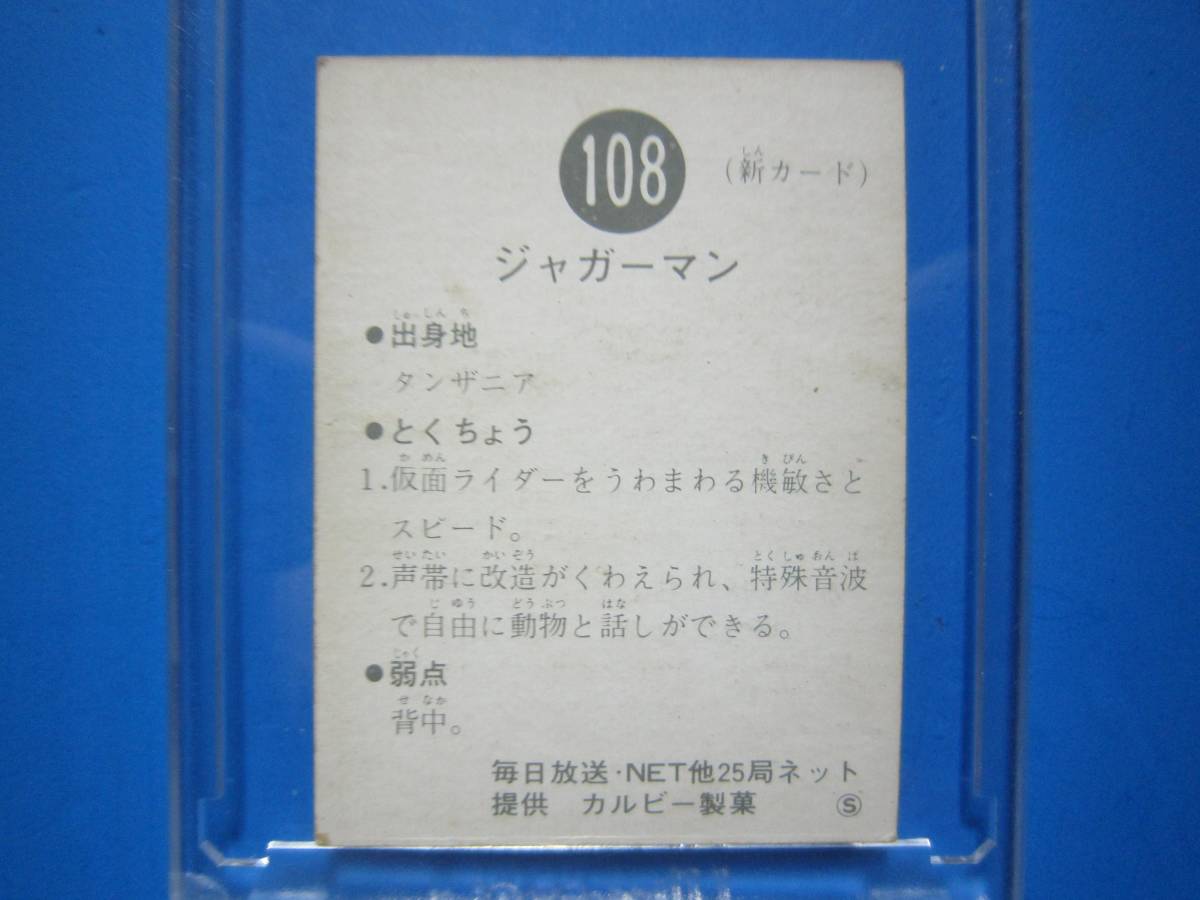 108
(新カード)
ジャガーマン
●出身地
タンザニア
●とくちょう
1.仮面ライダーをうわまわる機敏さと
スピード。
2.声帯に改造がくわえられ、特殊音波
で自由に動物と話しができる。
●弱点
背中。
毎日放送・NET他25局ネット
提供 カルビー製菓 Ⓢ